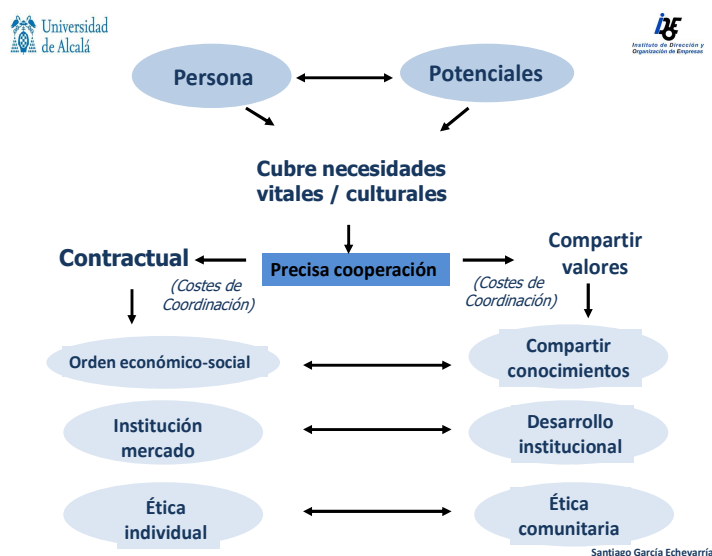 Universidad
de Alcalá
Instituto de Dirección y
Organización de Empresas
Persona
Potenciales
Cubre necesidades
vitales / culturales
Contractual
Precisa cooperación
Compartir
valores
(Costes de
Coordinación)
(Costes de
Coordinación)
Orden económico-social
Compartir
conocimientos
Institución
mercado
Desarrollo
institucional
Ética
individual
Ética
comunitaria
Santiago García Echevarría